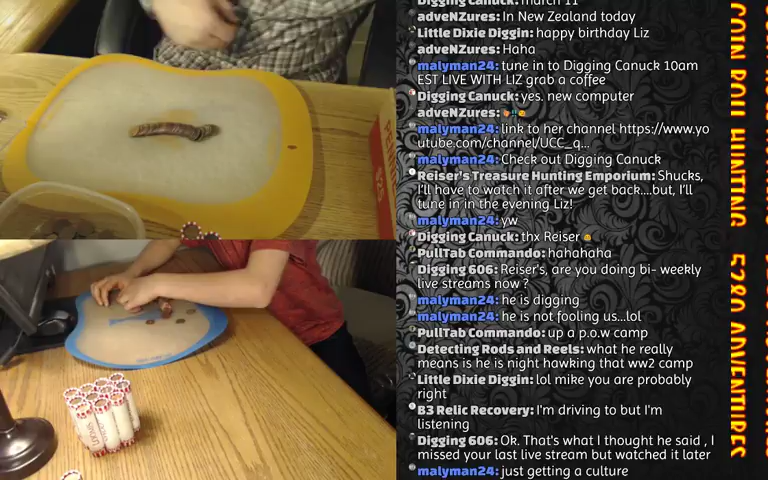 Digging Canuck: march 11
adveNZures: In New Zealand today
Little Dixie Diggin: happy birthday Liz
adveNZures: Haha
malyman24: tune in to Digging Canuck 10am
EST LIVE WITH LIZ grab a coffee
Digging Canuck: yes. new computer
adveNZures:
malyman24: link to her channel https://www.yo
utube.com/channel/UCC_q...
malyman24: Check out Digging Canuck
Reiser's Treasure Hunting Emporium: Shucks,
I'll have to watch it after we get back....but, I'll
tune in in the evening Liz!
malyman24: yw
Digging Canuck: thx Reiser
PullTab Commando: hahahaha
Digging 606: Reiser's, are you doing bi- weekly
live streams now ?
malyman24: he is digging
malyman24: he is not fooling us...lol
PullTab Commando: up a p.o.w camp
Detecting Rods and Reels: what he really
means is he is night hawking that ww2 camp
Little Dixie Diggin: lol mike you are probably
right
B3 Relic Recovery: I'm driving to but I'm
listening
Digging 606: Ok. That's what I thought he said , I
missed your last live stream but watched it later
malyman24: just getting a culture
COIN ROLL HUNTING
5280 ADVENTURES